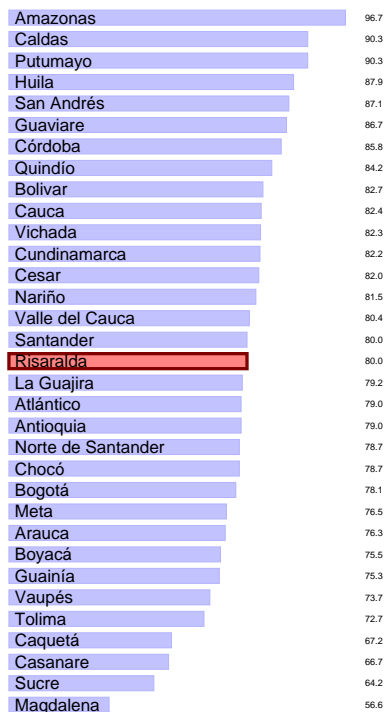 Amazonas 96.7
Caldas 90.3
Putumayo 90.3
Huila 87.9
San Andrés 87.1
Guaviare 86.7
Córdoba 85.8
Quindío 84.2
Bolivar 82.7
Cauca 82.4
Vichada 82.3
Cundinamarca 82.2
Cesar 82.0
Nariño 81.5
Valle del Cauca 80.4
Santander 80.0
Risaralda 80.0
La Guajira 79.2
Atlántico 79.0
Antioquia 79.0
Norte de Santander 78.7
Chocó 78.7
Bogotá 78.1
Meta 76.5
Arauca 76.3
Boyacá 75.5
Guainía 75.3
Vaupés 73.7
Tolima 72.7
Caquetá 67.2
Casanare 66.7
Sucre 64.2
Magdalena 56.6